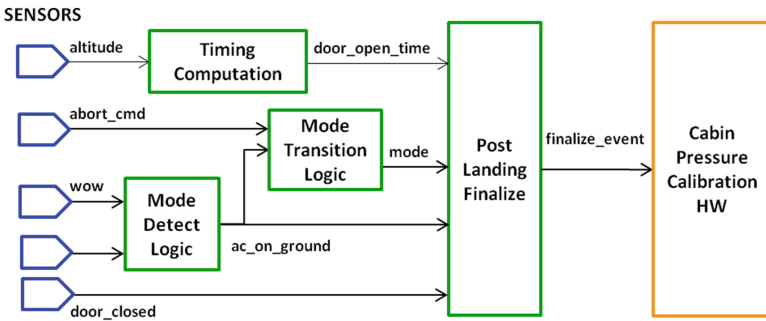 SENSORS
altitude
Timing
Computation
door_open_time
abort_cmd
Mode
Transition
Logic
mode
wow
Mode
Detect
Logic
ac_on_ground
door_closed
Post
Landing
Finalize
finalize_event
Cabin
Pressure
Calibration
HW